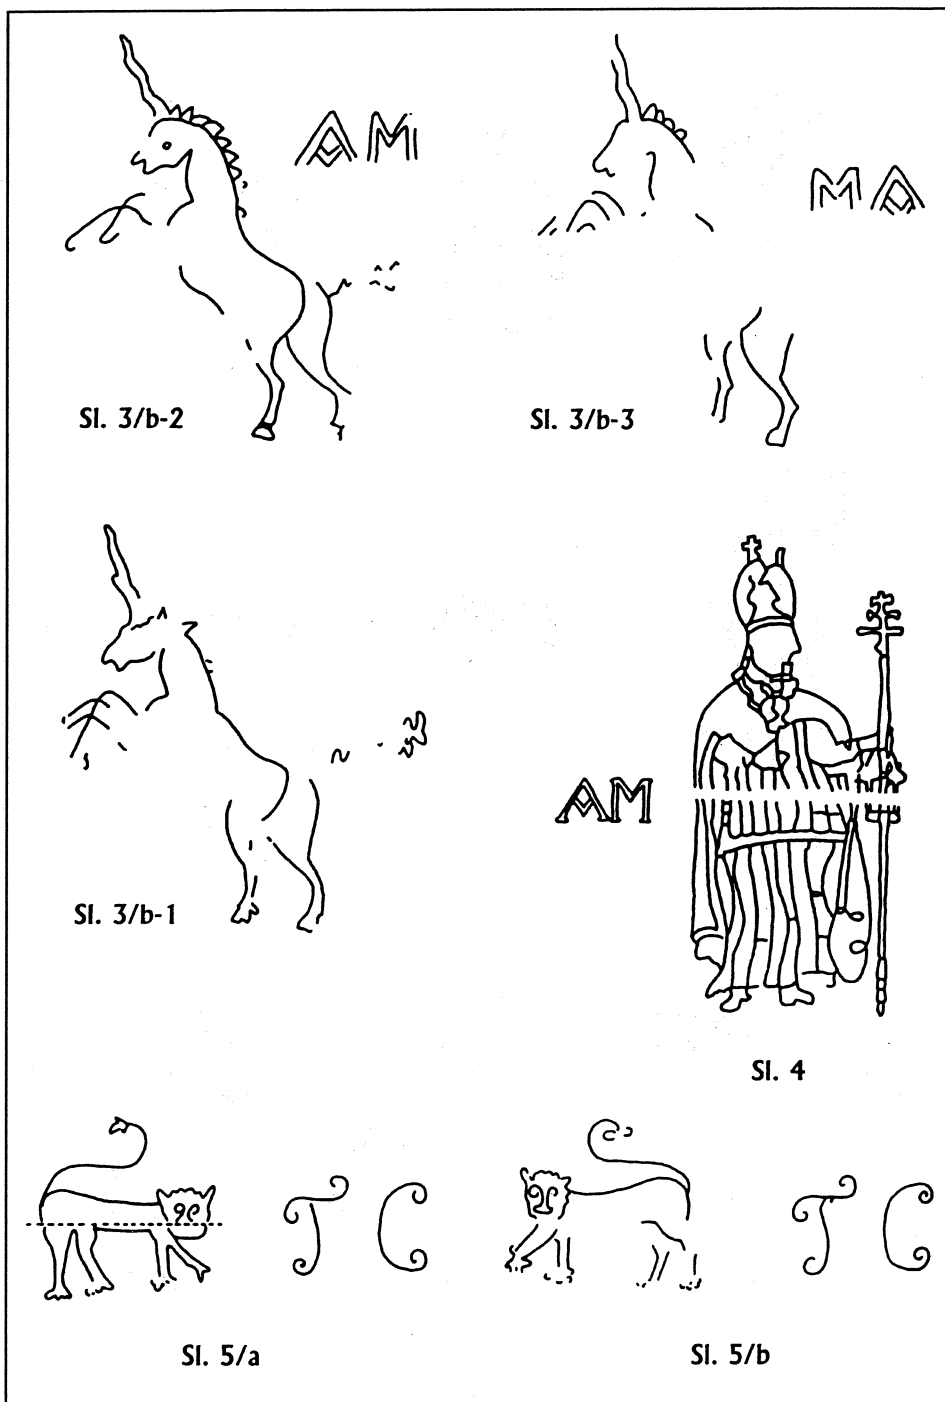 AM
MA
Sl. 3/b-2
Sl. 3/b-3
AM
Sl. 3/b-1
Sl. 4
TC
TC
Sl. 5/a
Sl. 5/b